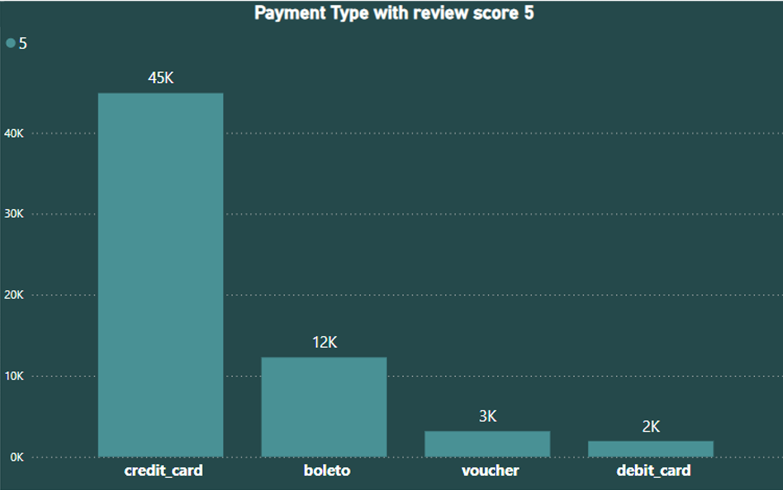 Payment Type with review score 5
5
45K
40K
30K
20K
12K
10K
3K
2K
0K
credit_card boleto voucher debit_card